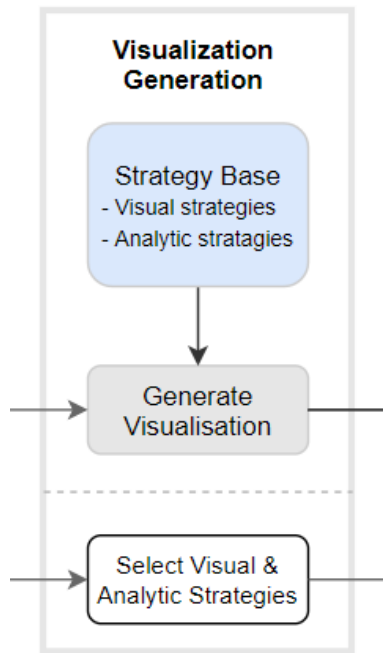 Visualization
Generation
Strategy Base
- Visual strategies
- Analytic stratagies
Generate
Visualisation
Select Visual &
Analytic Strategies